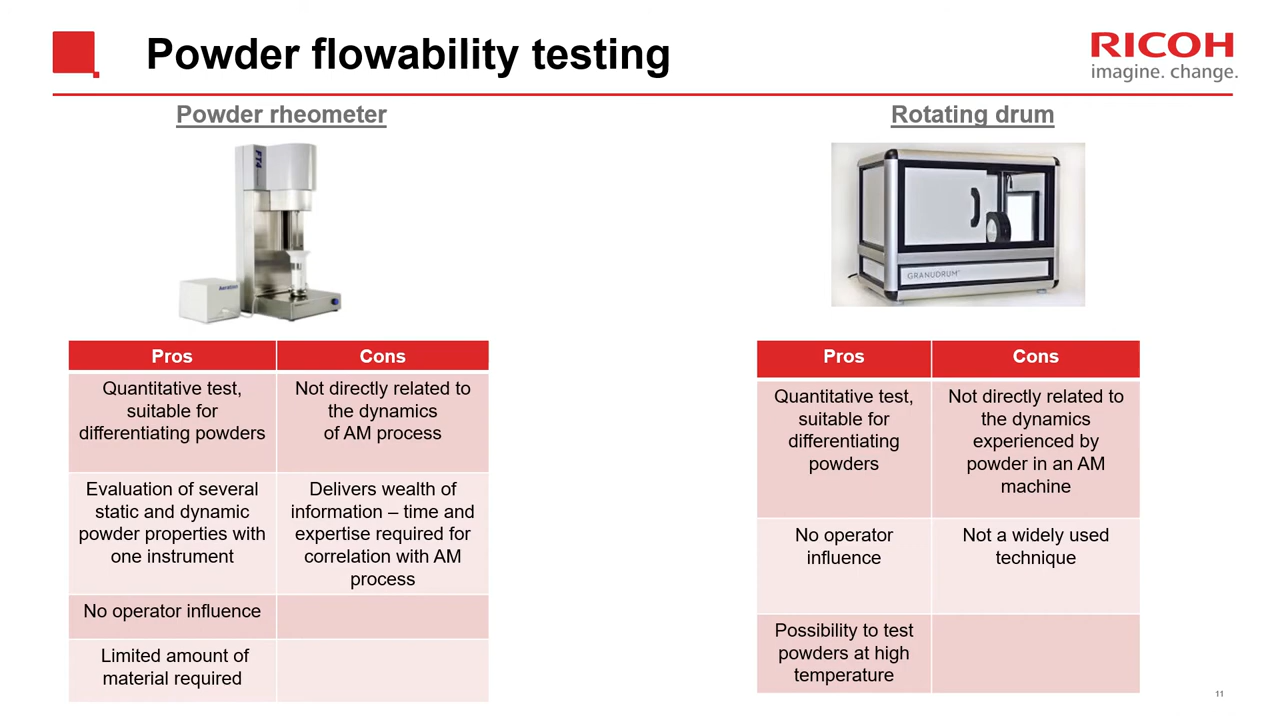 Powder flowability testing
RICOH
imagine. change.
Powder rheometer
FT4
Rotating drum
GRANUDRUM
Pros
Cons
Quantitative test,
suitable for
differentiating powders
Not directly related to
the dynamics
of AM process
Evaluation of several
static and dynamic
powder properties with
one instrument
Delivers wealth of
information – time and
expertise required for
correlation with AM
process
No operator influence
Limited amount of
material required
Pros
Cons
Quantitative test,
suitable for
differentiating
powders
Not directly related to
the dynamics
experienced by
powder in an AM
machine
No operator
influence
Not a widely used
technique
Possibility to test
powders at high
temperature
11